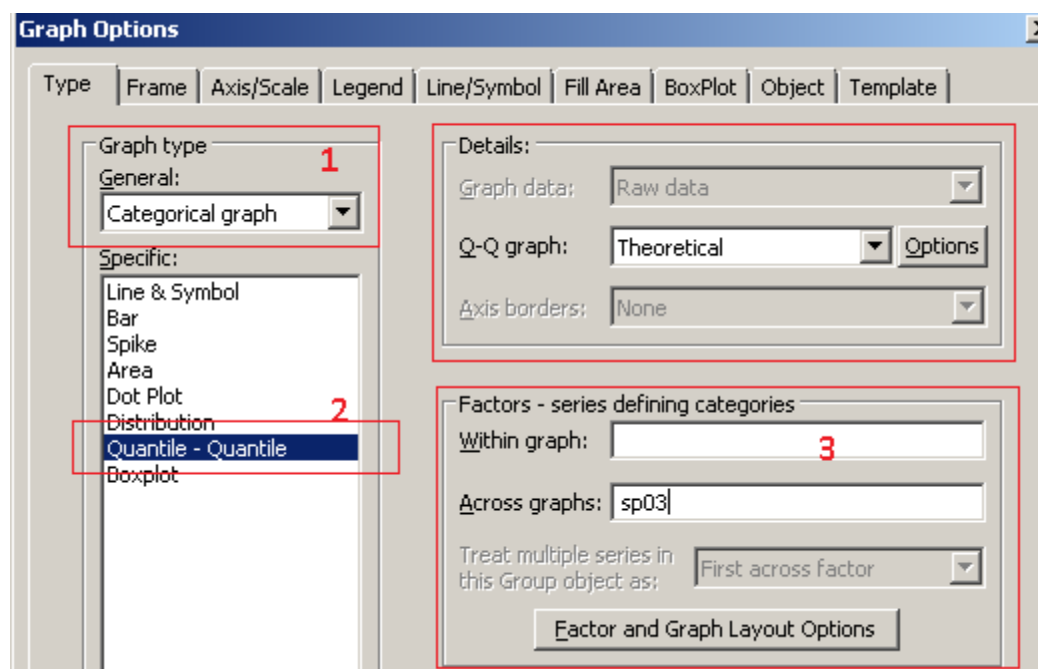 Graph Options
Type Frame Axis/Scale Legend Line/Symbol Fill Area BoxPlot Object Template
Graph type
1
General:
Categorical graph
Specific:
Line & Symbol
Bar
Spike
Area
Dot Plot
Distribution
2
Quantile - Quantile
Boxplot
Details:
Graph data: Raw data
Q-Q graph: Theoretical Options
Axis borders: None
Factors - series defining categories
Within graph: 3
Across graphs: sp03
Treat multiple series in
this Group object as: First across factor
Factor and Graph Layout Options